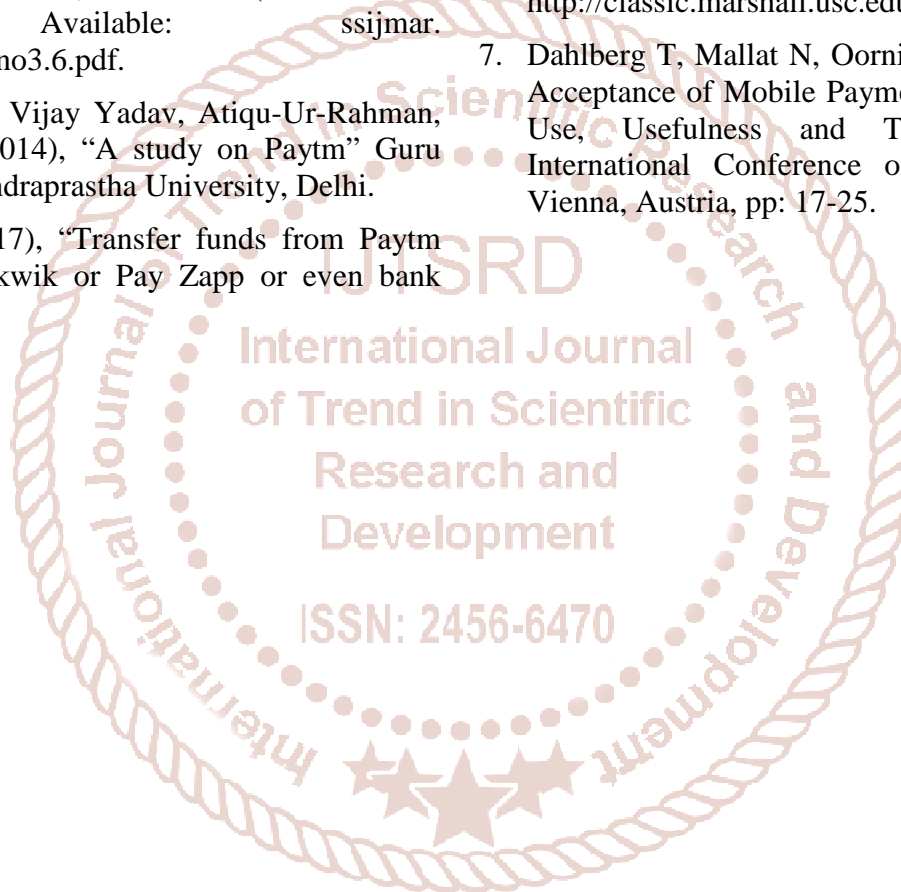 Available: ssijmar.
no3.6.pdf.
Vijay Yadav, Atiqu-Ur-Rahman,
014), “A study on Paytm” Guru
ndraprastha University, Delhi.
17), “Transfer funds from Paytm
kwik or Pay Zapp or even bank
http://classic.marshall.usc.edu
7. Dahlberg T, Mallat N, Oorni
Acceptance of Mobile Payme
Use, Usefulness and T
International Conference o
Vienna, Austria, pp: 17-25.
International Journal of Trend in Scientific Research and Development
IJTSRD
International Journal
of Trend in Scientific
Research and
Development
ISSN: 2456-6470